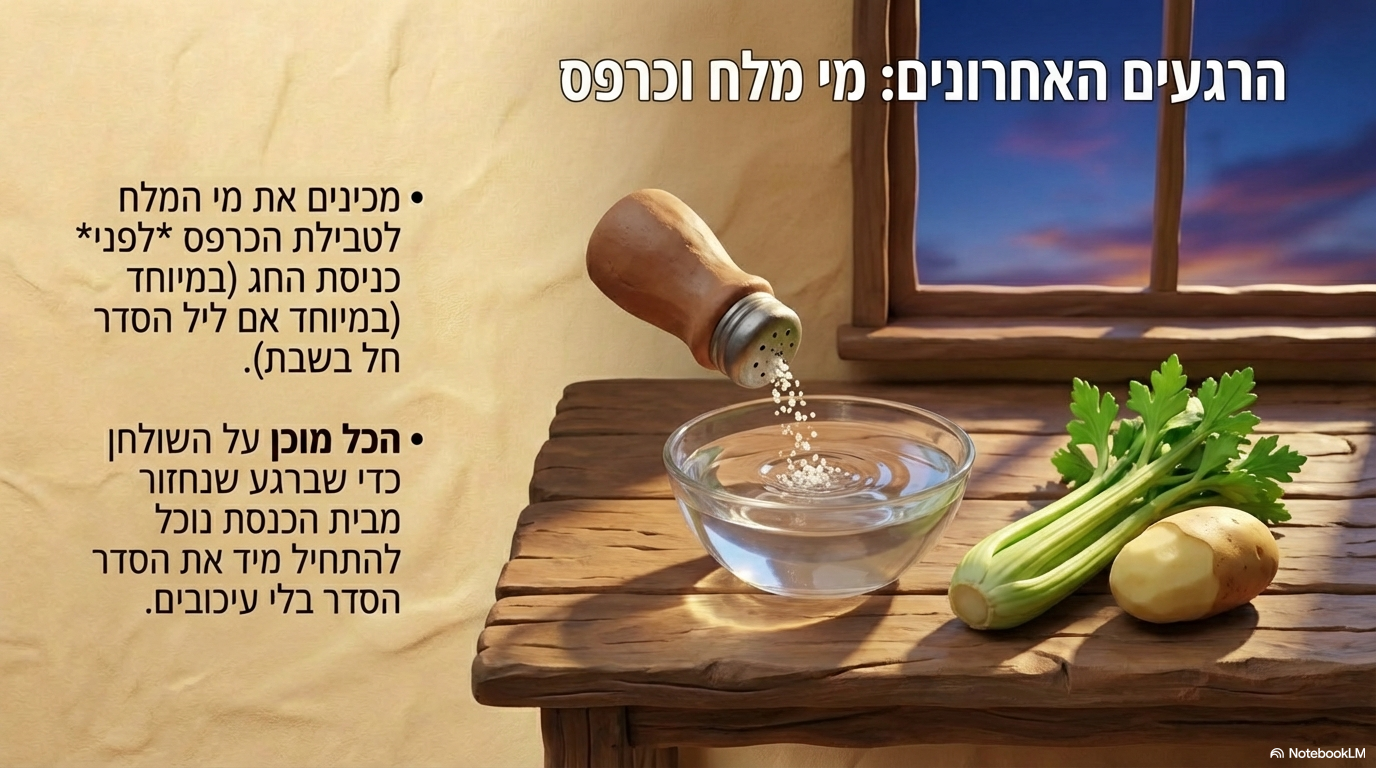 הרגעים האחרונים: מי מלח וכרפס
• מכינים את מי המלח
לטבילת הכרפס *לפני*
כניסת החג (במיוחד
(במיוחד אם ליל הסדר
חל בשבת).
• הכל מוכן על השולחן
כדי שברגע שנחזור
מבית הכנסת נוכל
להתחיל מיד את הסדר
הסדר בלי עיכובים.
NotebookLM